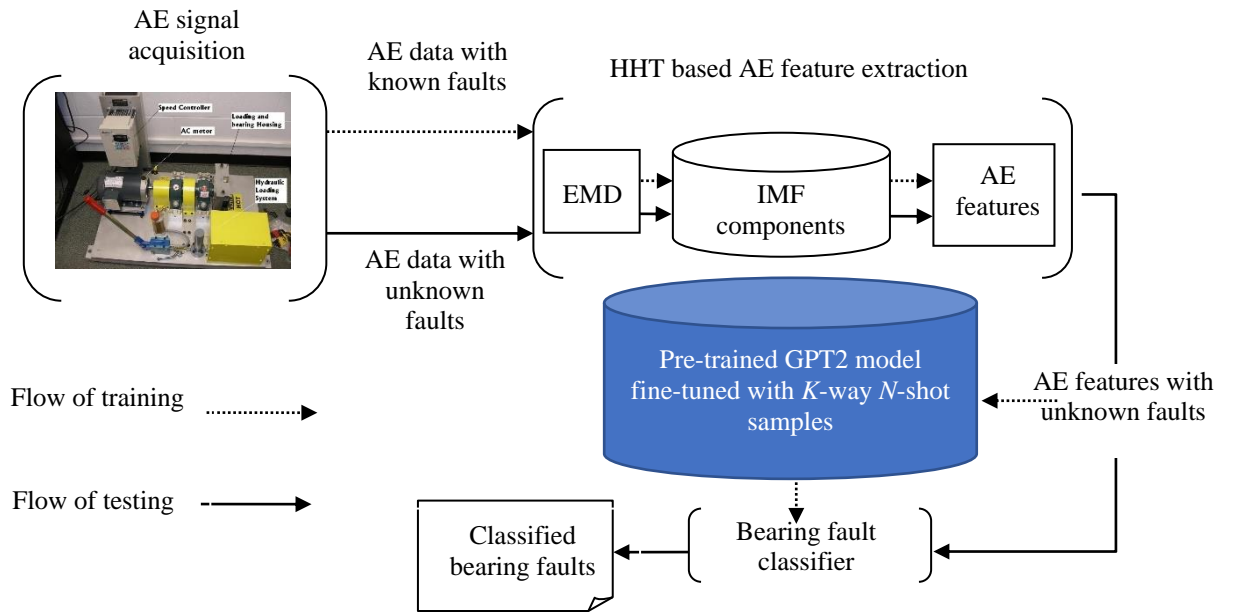 AE signal
acquisition
AE data with
known faults
HHT based AE feature extraction
Speed Controller
AC motor
Loading and
bearing Housing
Hydraulic
Loading
System
EMD
IMF
components
AE
features
AE data with
unknown
faults
Pre-trained GPT2 model
fine-tuned with K-way N-shot
samples
AE features with
unknown faults
Flow of training
Flow of testing
Classified
bearing faults
Bearing fault
classifier